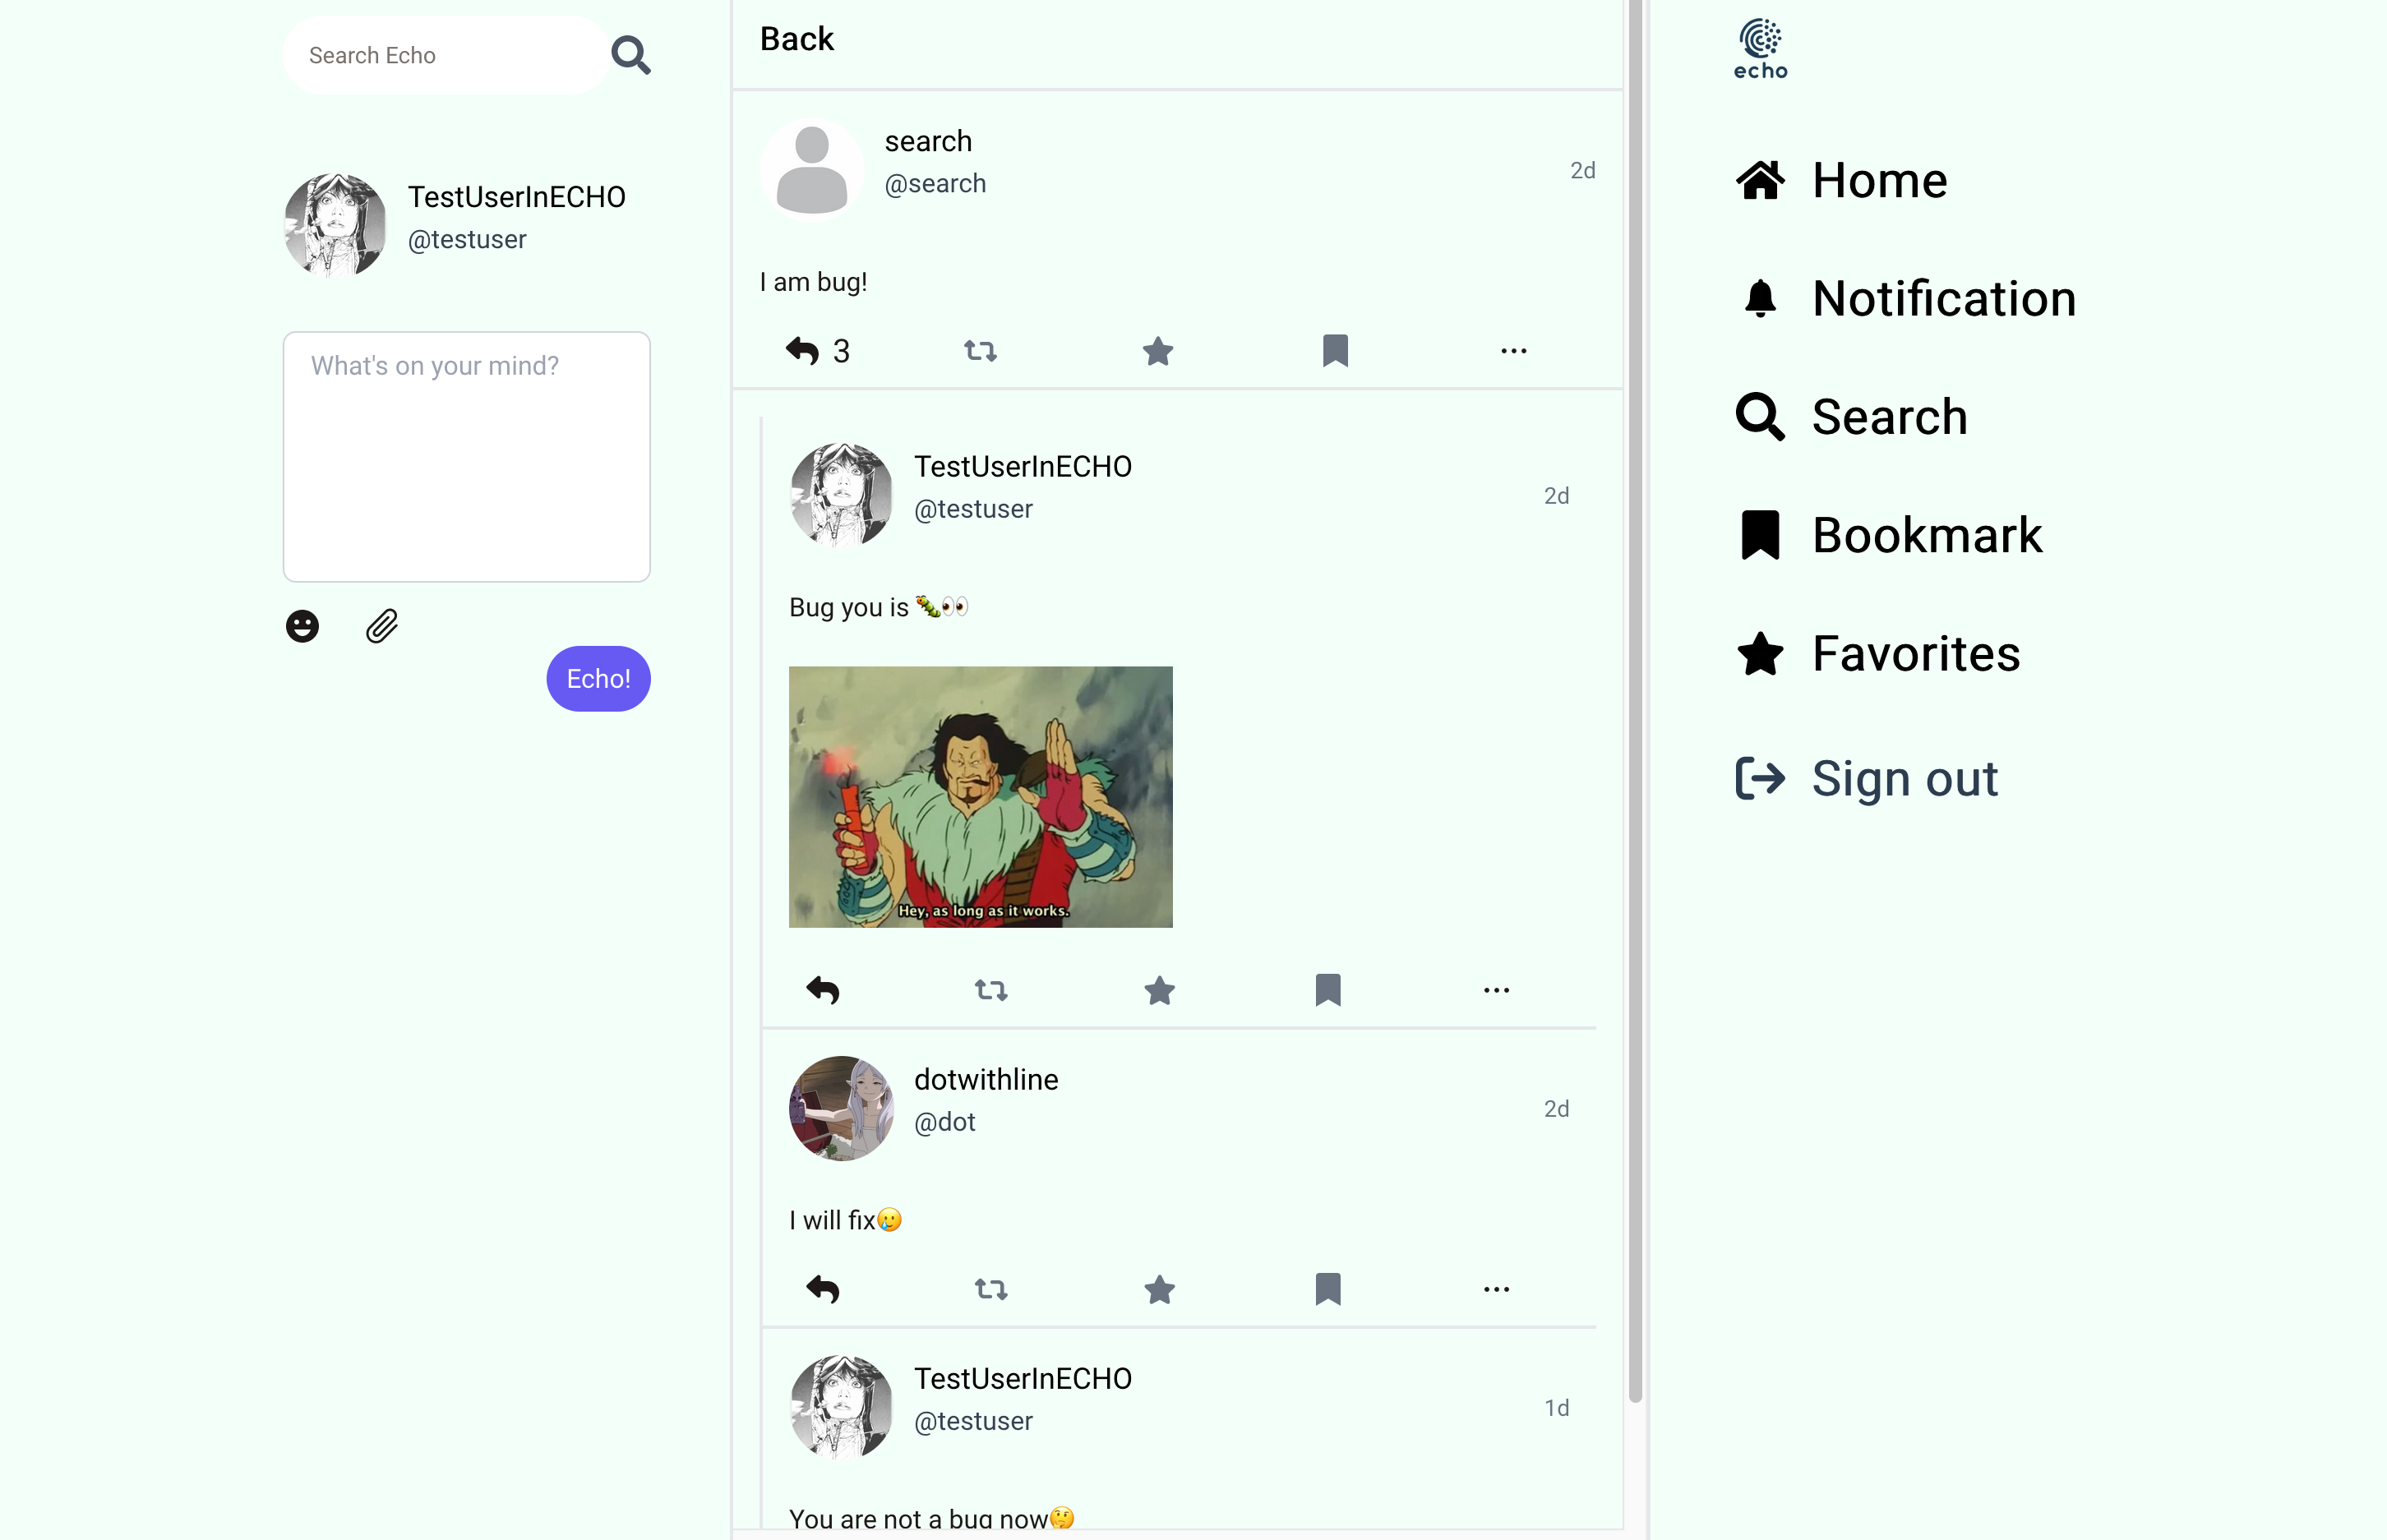 Search Echo
TestUserInECHO
@testuser
What's on your mind?
Echo!
Back
search
@search
2d
I am bug!
3
TestUserInECHO
@testuser
2d
Bug you is 🐛👀
Hey, as long as it works.
dotwithline
@dot
2d
I will fix🥲
TestUserInECHO
@testuser
1d
You are not a bug now🤔
echo
Home
Notification
Search
Bookmark
Favorites
Sign out